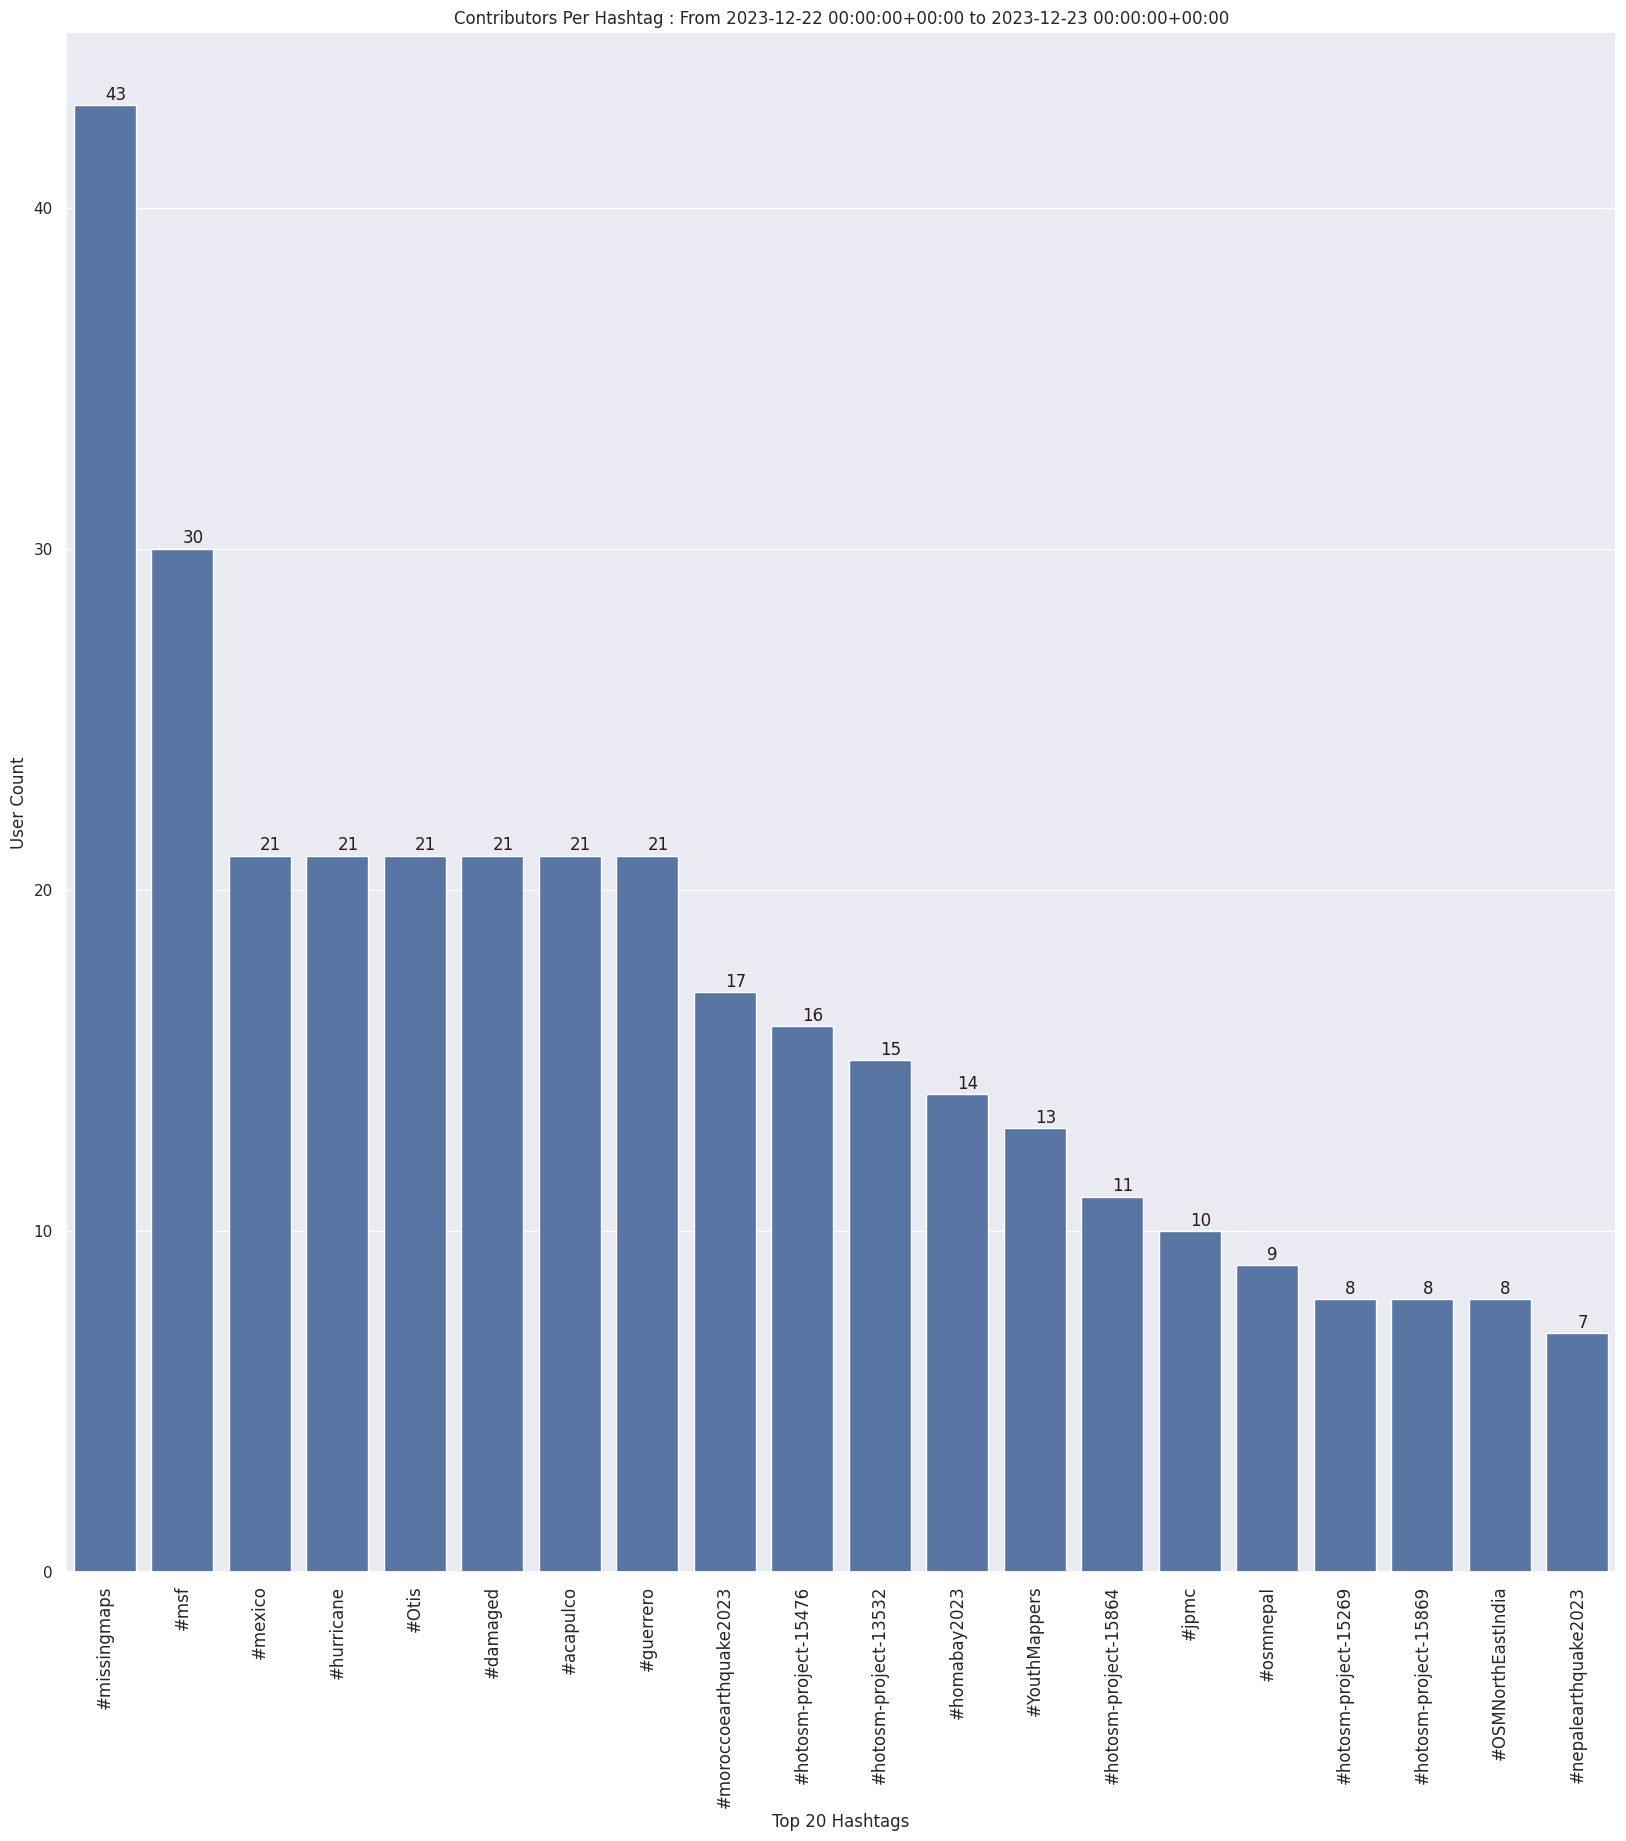 Contributors Per Hashtag : From 2023-12-22 00:00:00+00:00 to 2023-12-23 00:00:00+00:00
User Count
40
30
20
10
0
43
30
21
21
21
21
21
21
17
16
15
14
13
11
10
9
8
8
8
7
#missingmaps
#msf
#mexico
#hurricane
#Otis
#damaged
#acapulco
#guerrero
#moroccoearthquake2023
#hotosm-project-15476
#hotosm-project-13532
#homabay2023
#YouthMappers
#hotosm-project-15864
#jpmc
#osmnepal
#hotosm-project-15269
#hotosm-project-15869
#OSMNorthEastIndia
#nepalearthquake2023
Top 20 Hashtags